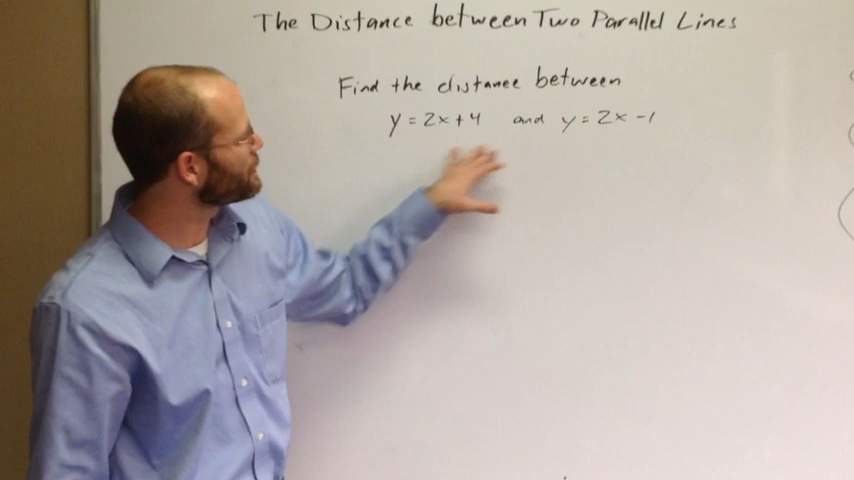 The Distance between Two Parallel Lines
Find the distance between
y = 2x + 4 and y = 2x - 1